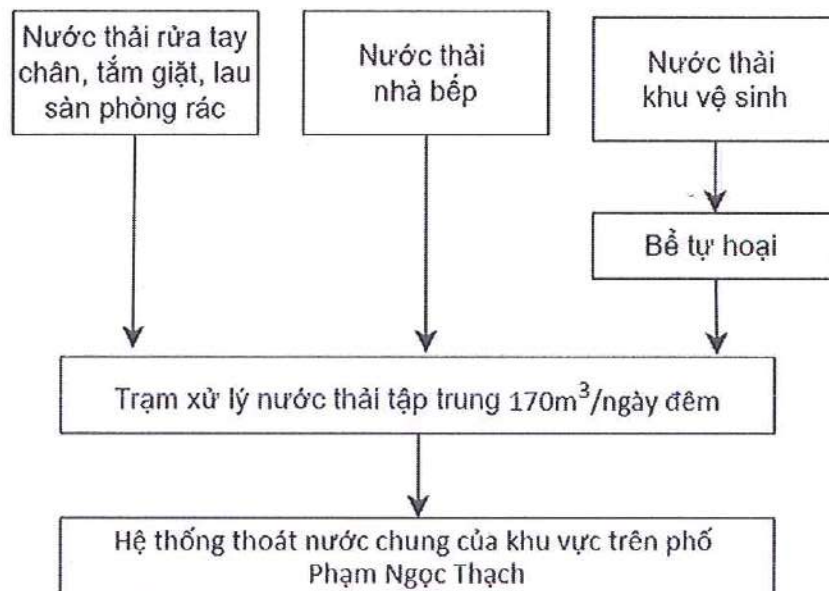 Nước thải rửa tay
chân, tắm giặt, lau
sàn phòng rác
Nước thải
nhà bếp
Nước thải
khu vệ sinh
Bể tự hoại
Trạm xử lý nước thải tập trung 170m³/ngày đêm
Hệ thống thoát nước chung của khu vực trên phố
Phạm Ngọc Thạch